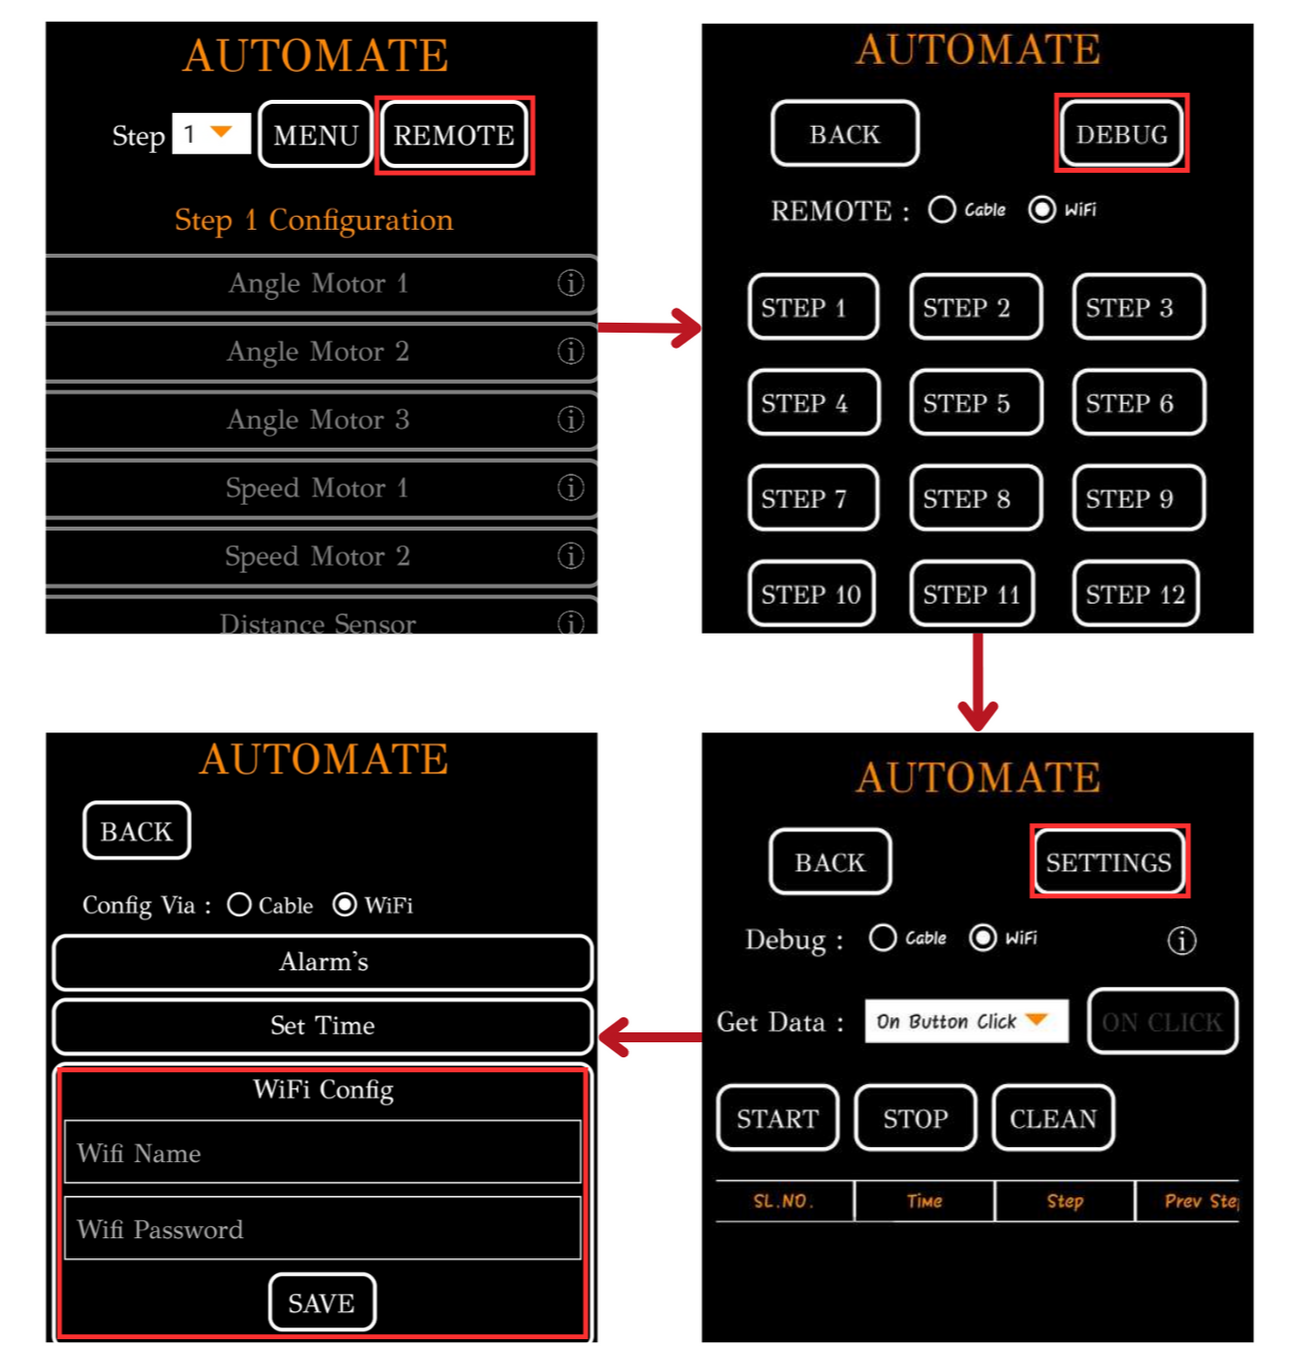 AUTOMATE
Step 1 MENU REMOTE
Step 1 Configuration
Angle Motor 1
Angle Motor 2
Angle Motor 3
Speed Motor 1
Speed Motor 2
Distance Sensor
AUTOMATE
BACK DEBUG
REMOTE : Cable WiFi
STEP 1 STEP 2 STEP 3
STEP 4 STEP 5 STEP 6
STEP 7 STEP 8 STEP 9
STEP 10 STEP 11 STEP 12
AUTOMATE
BACK SETTINGS
Debug : Cable WiFi
Get Data : On Button Click ON CLICK
START STOP CLEAN
SL.NO. Time Step Prev Ste
AUTOMATE
BACK
Config Via : Cable WiFi
Alarm's
Set Time
WiFi Config
Wifi Name
Wifi Password
SAVE